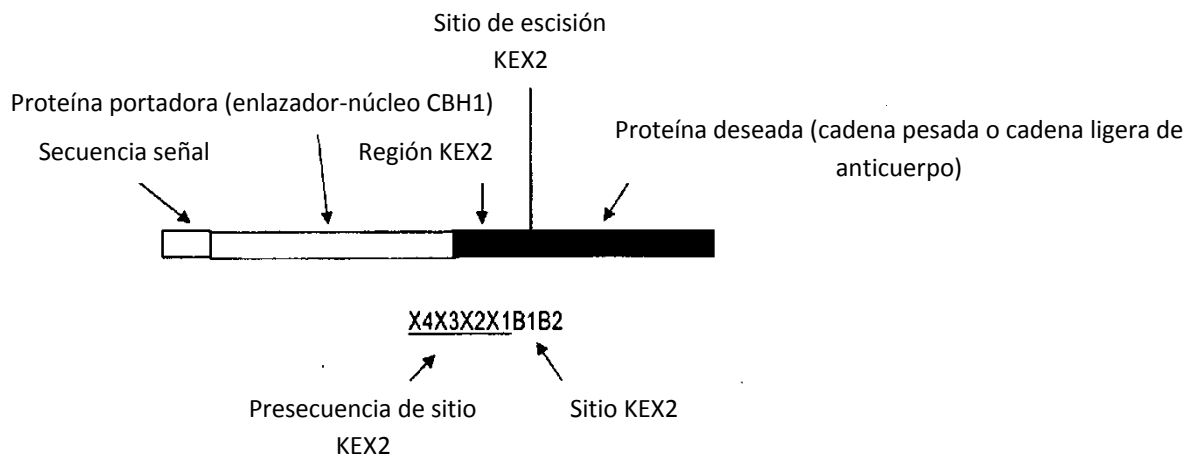 Sitio de escisión
KEX2
Proteína portadora (enlazador-núcleo CBH1)
Proteína deseada (cadena pesada o cadena ligera de
anticuerpo)
Secuencia señal
Región KEX2
X4X3X2X1B1B2
Presecuencia de sitio
KEX2
Sitio KEX2